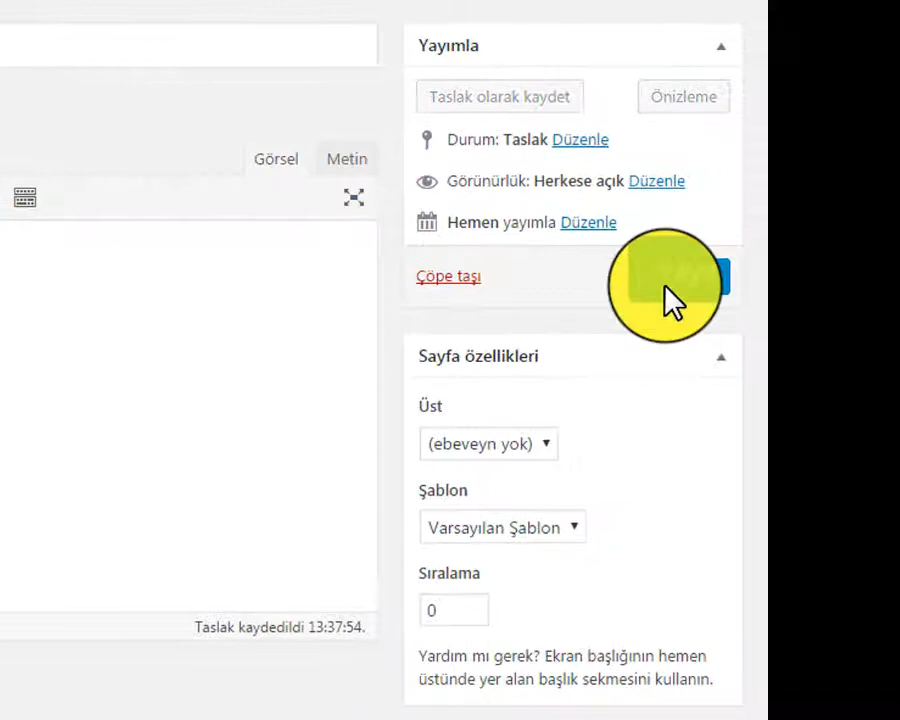 Yayımla
Taslak olarak kaydet
Önizleme
Durum: Taslak Düzenle
Görünürlük: Herkese açık Düzenle
Hemen yayımla Düzenle
Çöpe taşı
Görsel
Metin
Sayfa özellikleri
Üst
(ebeveyn yok)
Şablon
Varsayılan Şablon
Sıralama
0
Yardım mı gerek? Ekran başlığının hemen
üstünde yer alan başlık sekmesini kullanın.
Taslak kaydedildi 13:37:54.